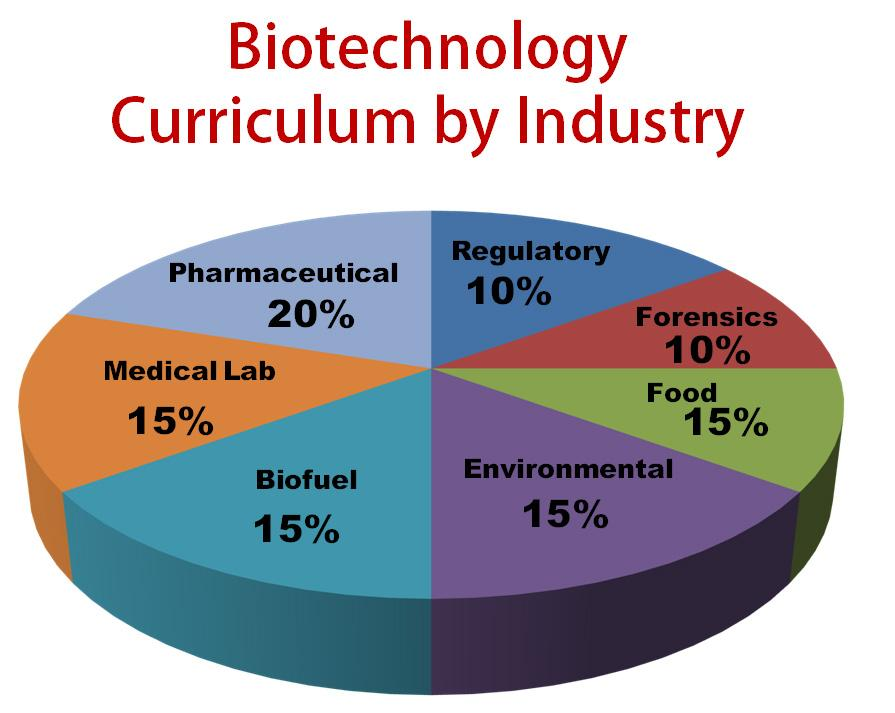 Biotechnology
Curriculum by Industry
Regulatory
10%
Forensics
10%
Food
15%
Environmental
15%
Biofuel
15%
Medical Lab
15%
Pharmaceutical
20%